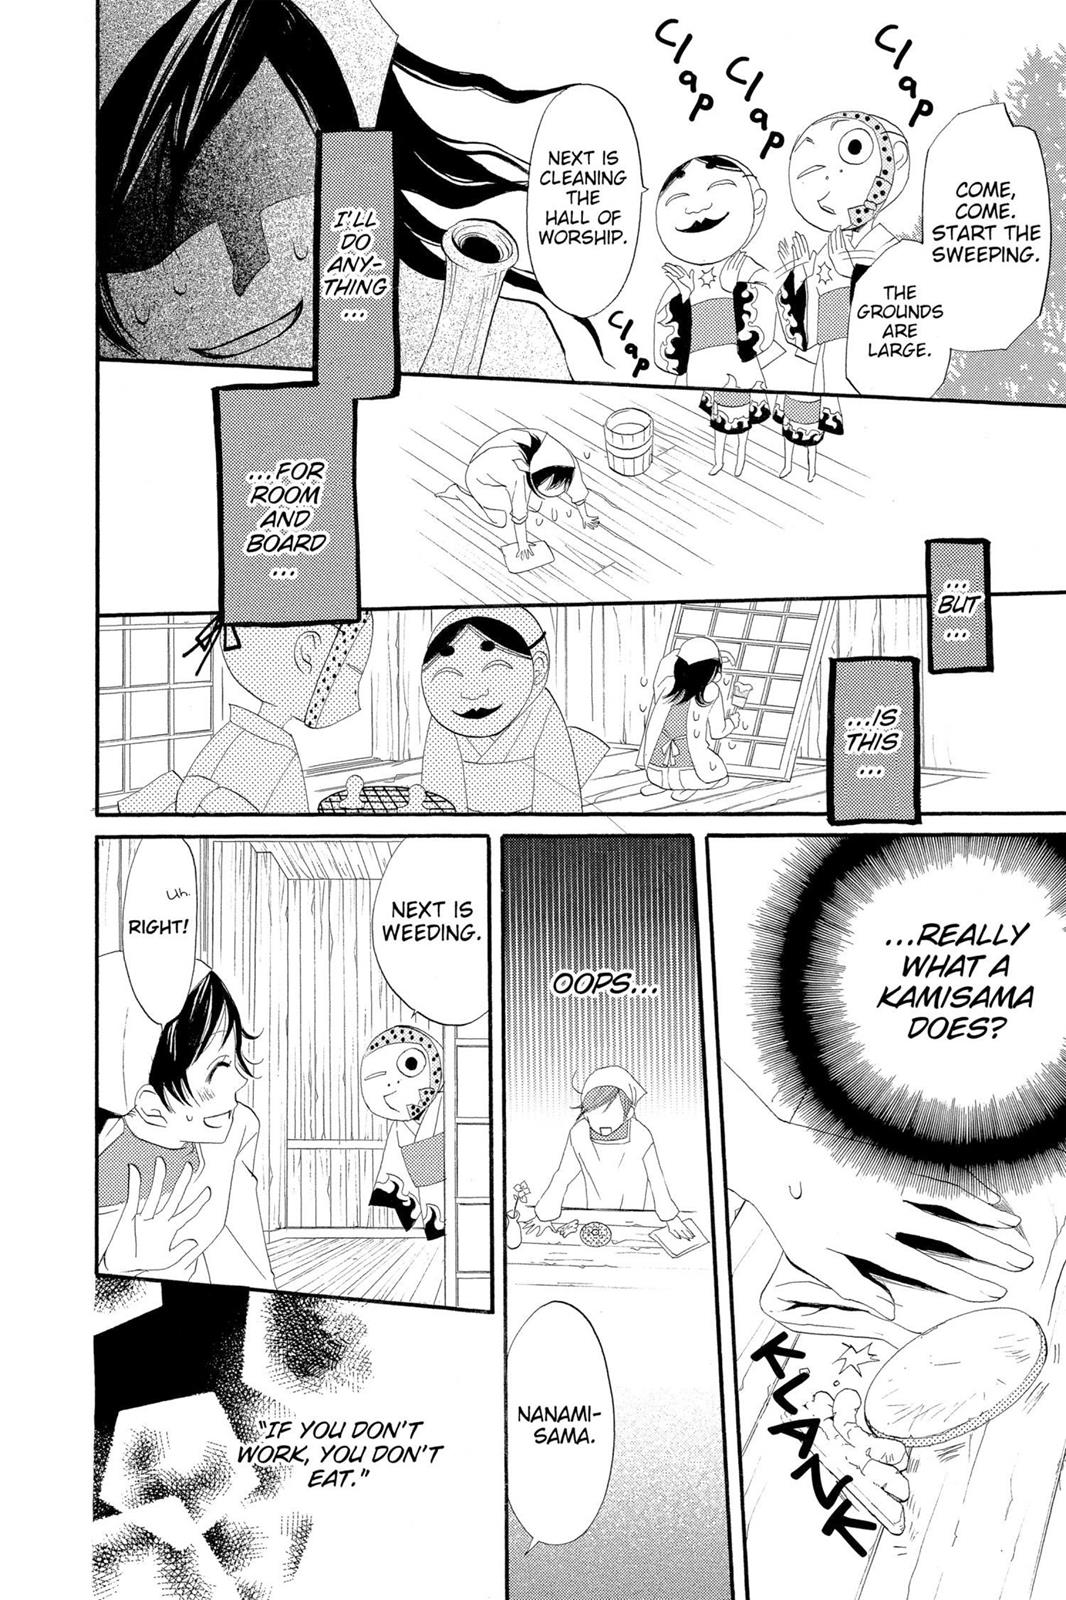 COME,
COME.
START THE
SWEEPING.
THE
GROUNDS
ARE
LARGE.
Clap
Clap
Clap
Clap
NEXT IS
CLEANING
THE
HALL OF
WORSHIP.
I'LL
DO
ANY-
THING
...
...FOR
ROOM
AND
BOARD
...
...
BUT
...
...IS
THIS
...
...REALLY
WHAT A
KAMISAMA
DOES?
KLANK
OOPS...
NANAMI-
SAMA.
NEXT IS
WEEDING.
Uh.
RIGHT!
"IF YOU DON'T
WORK, YOU DON'T
EAT."